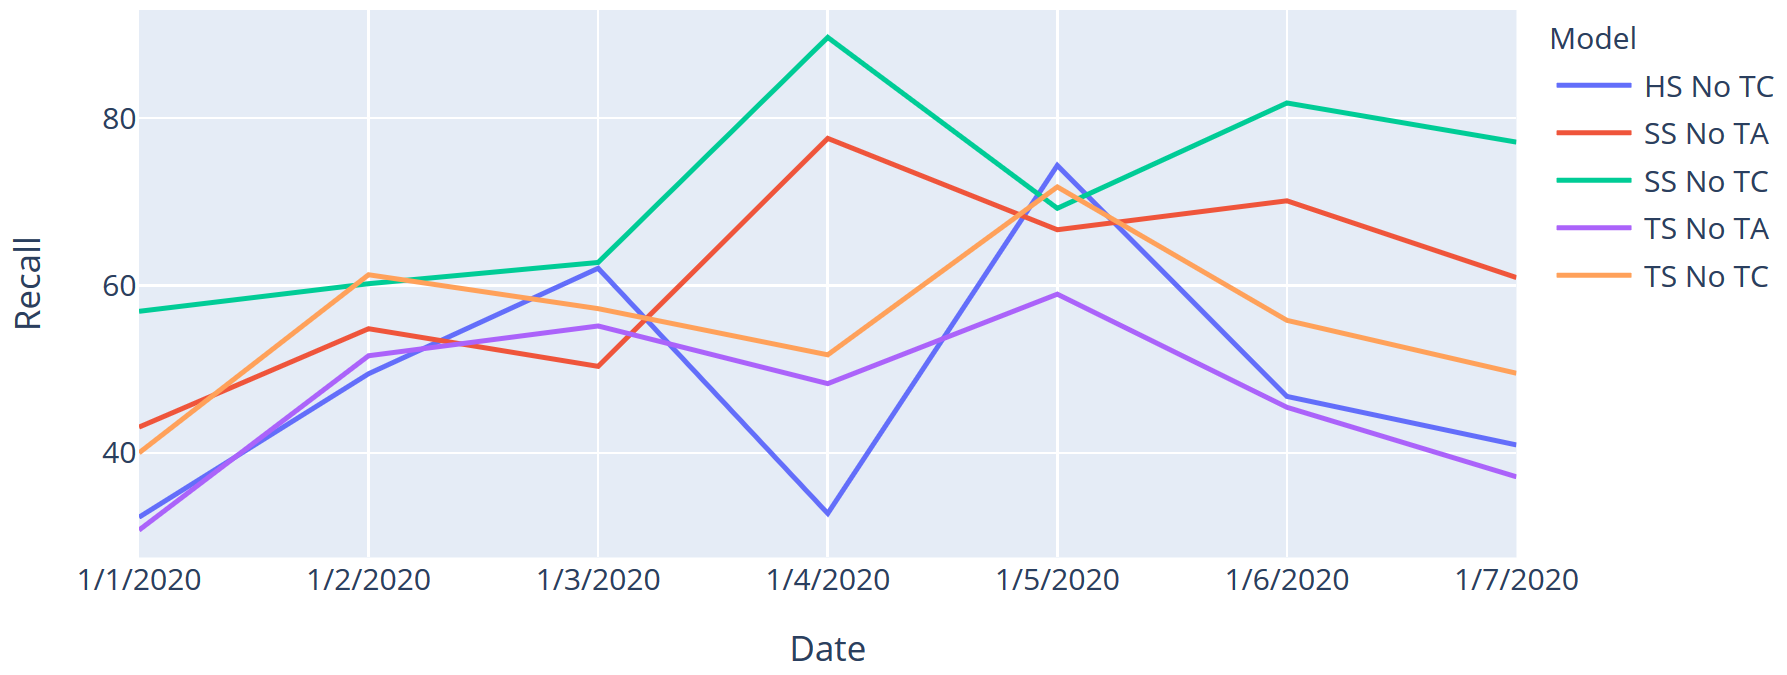 Model
HS No TC
SS No TA
SS No TC
TS No TA
TS No TC
Recall
80
60
40
1/1/2020 1/2/2020 1/3/2020 1/4/2020 1/5/2020 1/6/2020 1/7/2020
Date